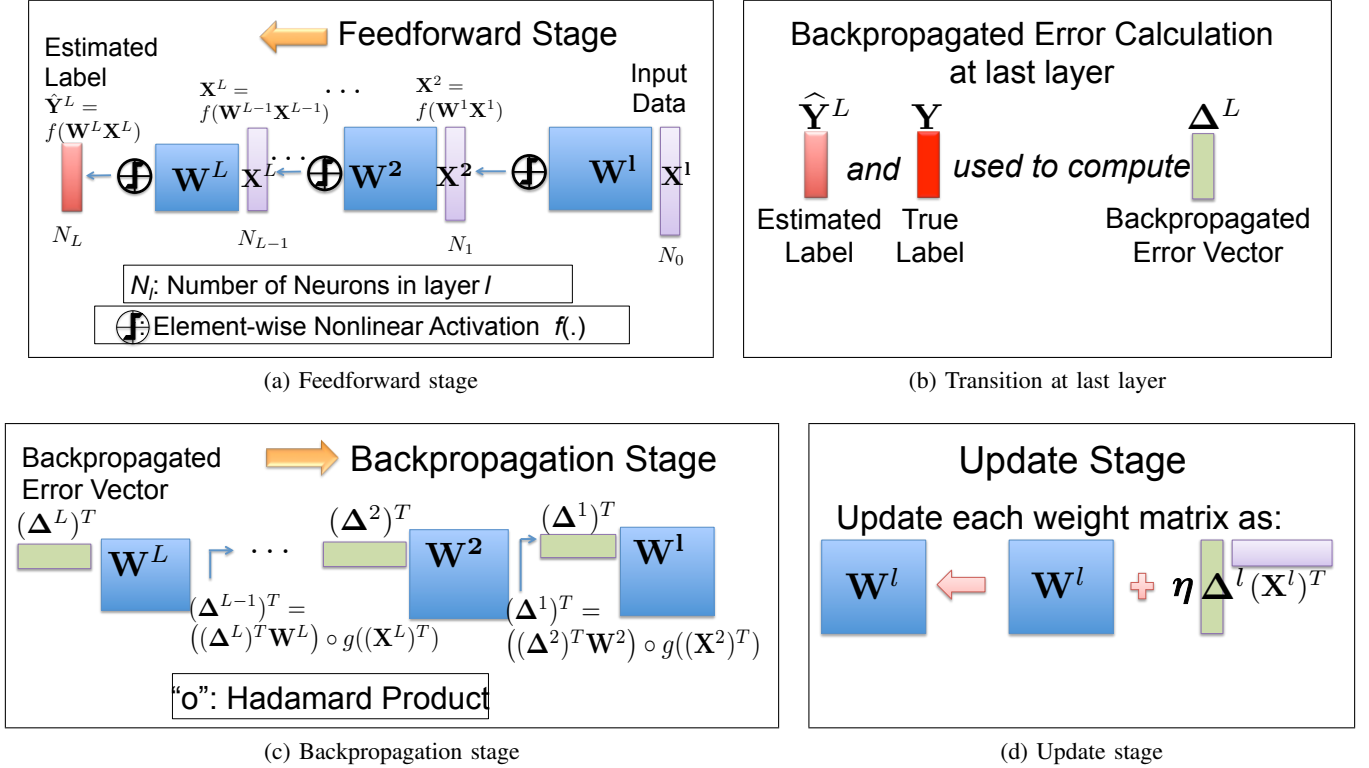 Feedforward Stage
Estimated
Label
Ŷ^L =
f(W^L X^L)
X^L =
f(W^{L−1}X^{L−1})
· · ·
X^2 =
f(W^1 X^1)
Input
Data
W^L
X^L
· · ·
W^2
X^2
W^l
X^l
N_L
N_{L−1}
N_1
N_0
N_l: Number of Neurons in layer l
: Element-wise Nonlinear Activation f(.)
(a) Feedforward stage
Backpropagated Error Calculation
at last layer
Ŷ^L
Y
Δ^L
and
used to compute
Estimated
Label
True
Label
Backpropagated
Error Vector
(b) Transition at last layer
Backpropagated
Error Vector
Backpropagation Stage
(Δ^L)^T
W^L
· · ·
(Δ^2)^T
W^2
(Δ^1)^T
W^l
(Δ^{L−1})^T =
((Δ^L)^T W^L) ∘ g((X^L)^T)
(Δ^1)^T =
((Δ^2)^T W^2) ∘ g((X^2)^T)
“o”: Hadamard Product
(c) Backpropagation stage
Update Stage
Update each weight matrix as:
W^l
W^l
η Δ^l (X^l)^T
(d) Update stage